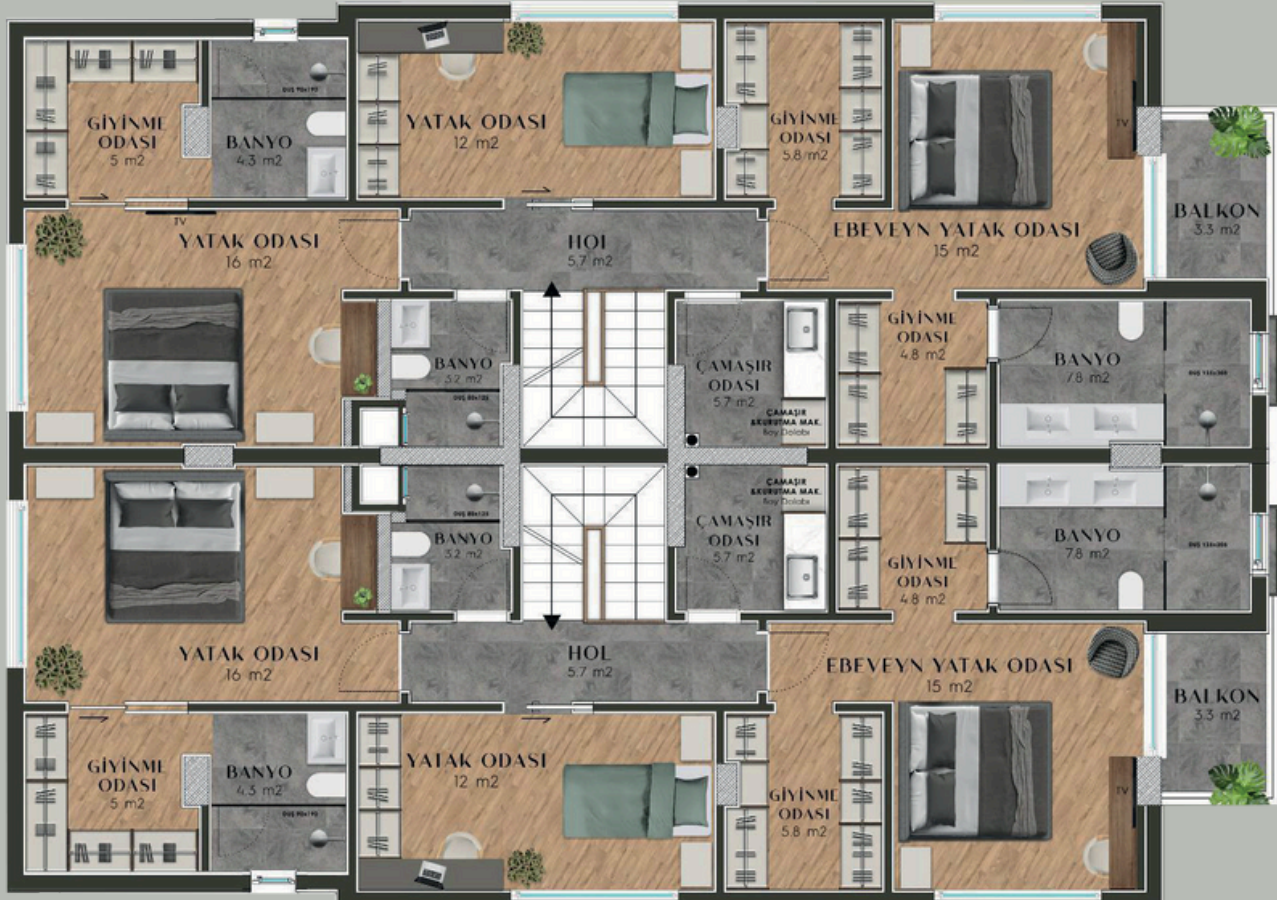 GİYİNME
ODASI
5 m2
BANYO
4.3 m2
YATAK ODASI
12 m2
GİYİNME
ODASI
5.8 m2
TV
TV
YATAK ODASI
16 m2
HOL
5.7 m2
EBEVEYN YATAK ODASI
15 m2
BALKON
3.3 m2
BANYO
3.2 m2
ÇAMAŞIR
ODASI
5.7 m2
ÇAMAŞIR
&KURUTMA MAK.
Boy Dolabı
GİYİNME
ODASI
4.8 m2
BANYO
7.8 m2
BANYO
3.2 m2
ÇAMAŞIR
&KURUTMA MAK.
Boy Dolabı
ÇAMAŞIR
ODASI
5.7 m2
GİYİNME
ODASI
4.8 m2
BANYO
7.8 m2
YATAK ODASI
16 m2
HOL
5.7 m2
EBEVEYN YATAK ODASI
15 m2
BALKON
3.3 m2
GİYİNME
ODASI
5 m2
BANYO
4.3 m2
YATAK ODASI
12 m2
GİYİNME
ODASI
5.8 m2
TV